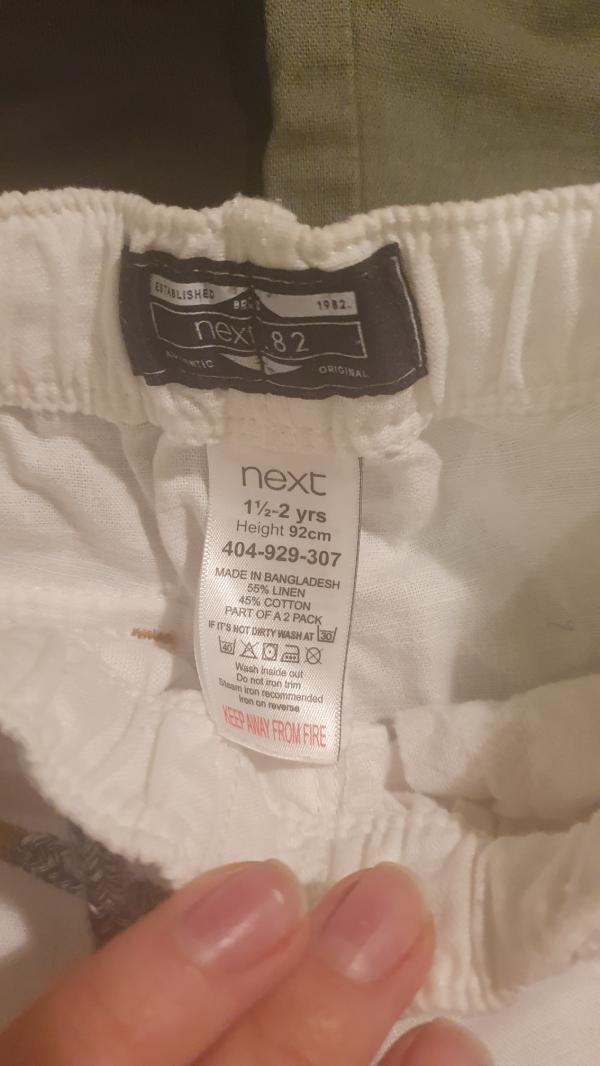 ESTABLISHED 1982.
next.82
ORIGINAL
next
1½-2 yrs
Height 92cm
404-929-307
MADE IN BANGLADESH
55% LINEN
45% COTTON
PART OF A 2 PACK
IF IT'S NOT DIRTY WASH AT 30
40
Wash inside out
Do not iron trim
Steam iron recommended
Iron on reverse
KEEP AWAY FROM FIRE